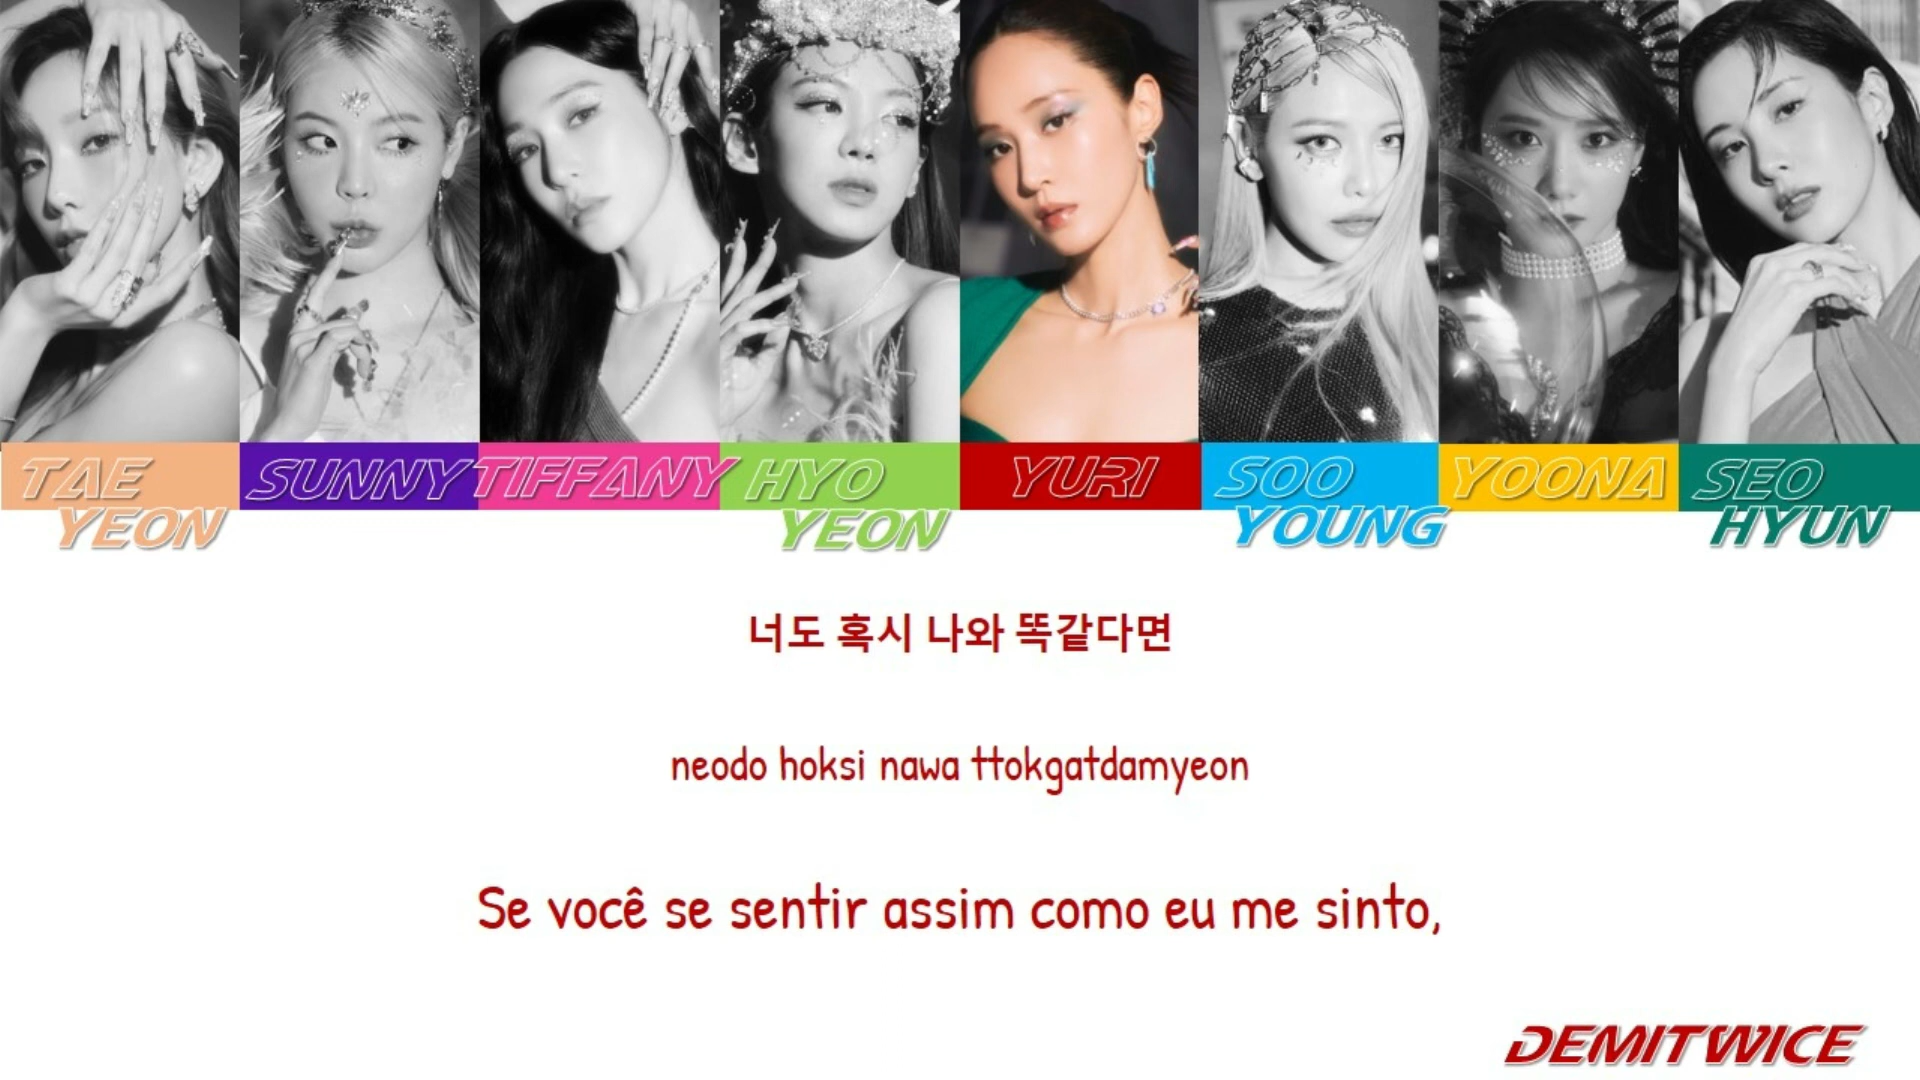 TAE
YEON
SUNNY
TIFFANY
HYO
YEON
YURI
SOO
YOUNG
YOONA
SEO
HYUN
너도 혹시 나와 똑같다면
neodo hoksi nawa ttokgatdamyeon
Se você se sentir assim como eu me sinto,
DEMITWICE